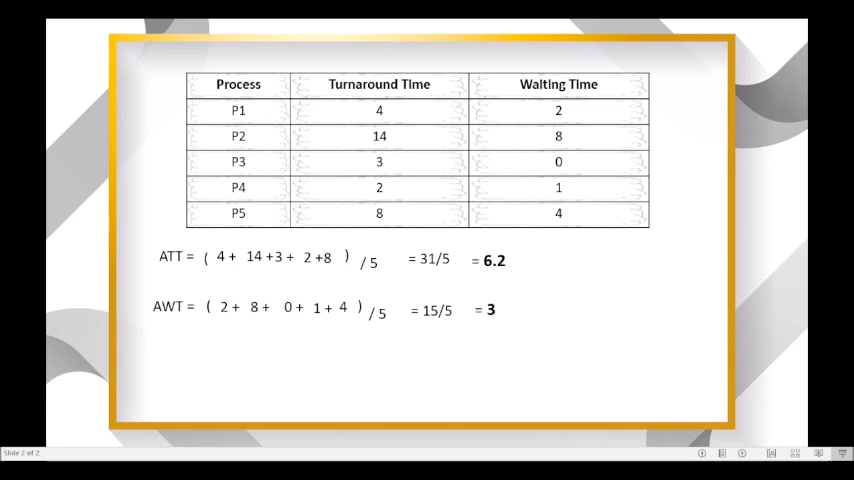 Process Turnaround Time Waiting Time
P1 4 2
P2 14 8
P3 3 0
P4 2 1
P5 8 4
ATT = ( 4 + 14 +3 + 2 +8 ) / 5 = 31/5 = 6.2
AWT = ( 2 + 8 + 0 + 1 + 4 ) / 5 = 15/5 = 3
Slide 2 of 2